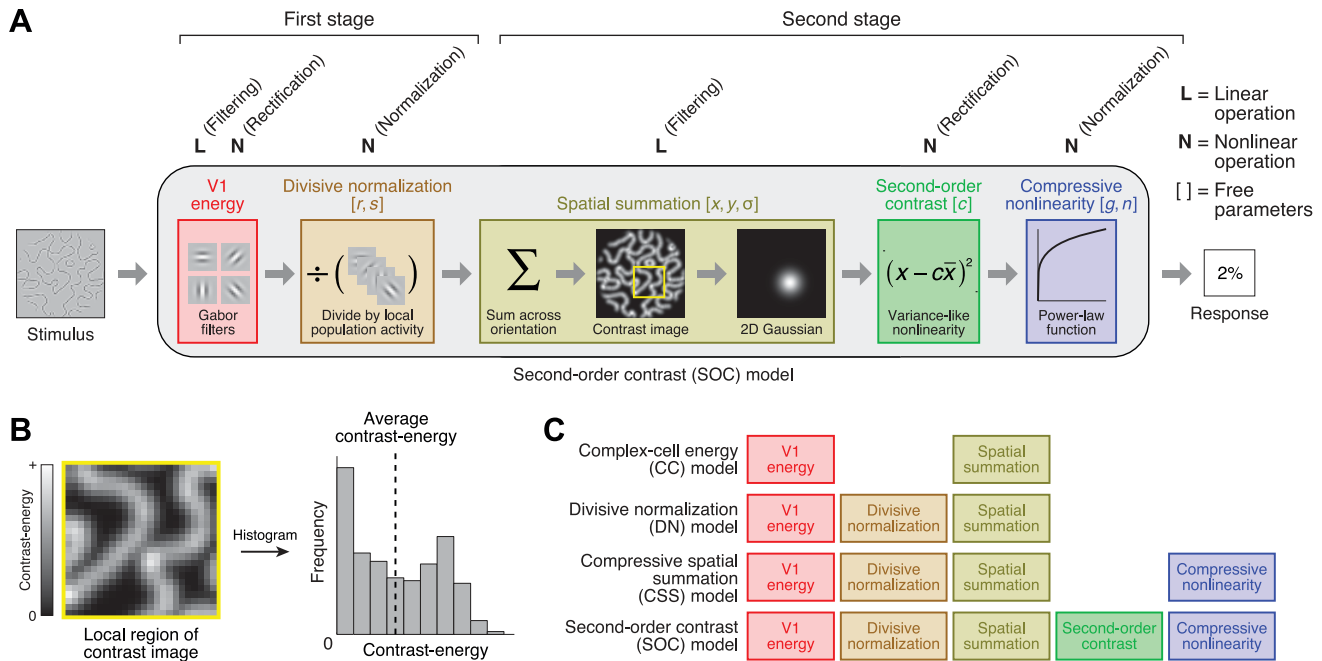 A
First stage
Second stage
L (Filtering)
N (Rectification)
N (Normalization)
L (Filtering)
N (Rectification)
N (Normalization)
L = Linear
operation
N = Nonlinear
operation
[ ] = Free
parameters
V1
energy
Divisive normalization
[r, s]
Spatial summation [x, y, σ]
Second-order
contrast [c]
Compressive
nonlinearity [g, n]
÷ ( )
∑
(x − cx̄)²
2%
Stimulus
Gabor
filters
Divide by local
population activity
Sum across
orientation
Contrast image
2D Gaussian
Variance-like
nonlinearity
Power-law
function
Response
Second-order contrast (SOC) model
B
+
Contrast-energy
0
Local region of
contrast image
Histogram
Average
contrast-energy
Frequency
0
Contrast-energy
C
Complex-cell energy
(CC) model
V1
energy
Spatial
summation
Divisive normalization
(DN) model
V1
energy
Divisive
normalization
Spatial
summation
Compressive spatial
summation
(CSS) model
V1
energy
Divisive
normalization
Spatial
summation
Compressive
nonlinearity
Second-order contrast
(SOC) model
V1
energy
Divisive
normalization
Spatial
summation
Second-order
contrast
Compressive
nonlinearity